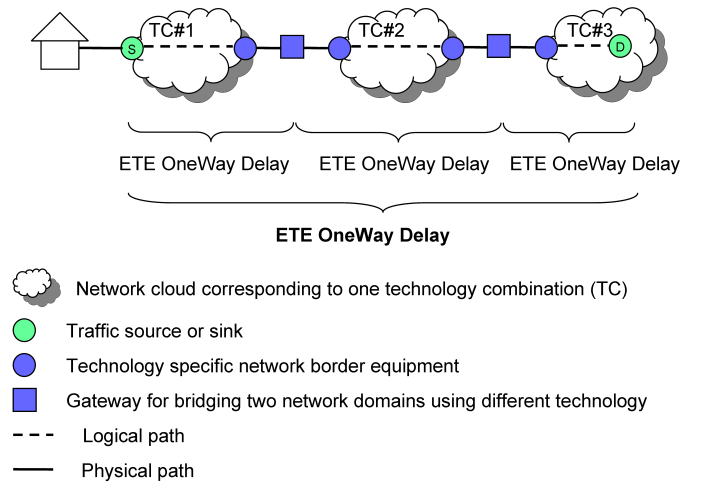 TC#1 TC#2 TC#3
S D
ETE OneWay Delay ETE OneWay Delay ETE OneWay Delay
ETE OneWay Delay
Network cloud corresponding to one technology combination (TC)
Traffic source or sink
Technology specific network border equipment
Gateway for bridging two network domains using different technology
Logical path
Physical path